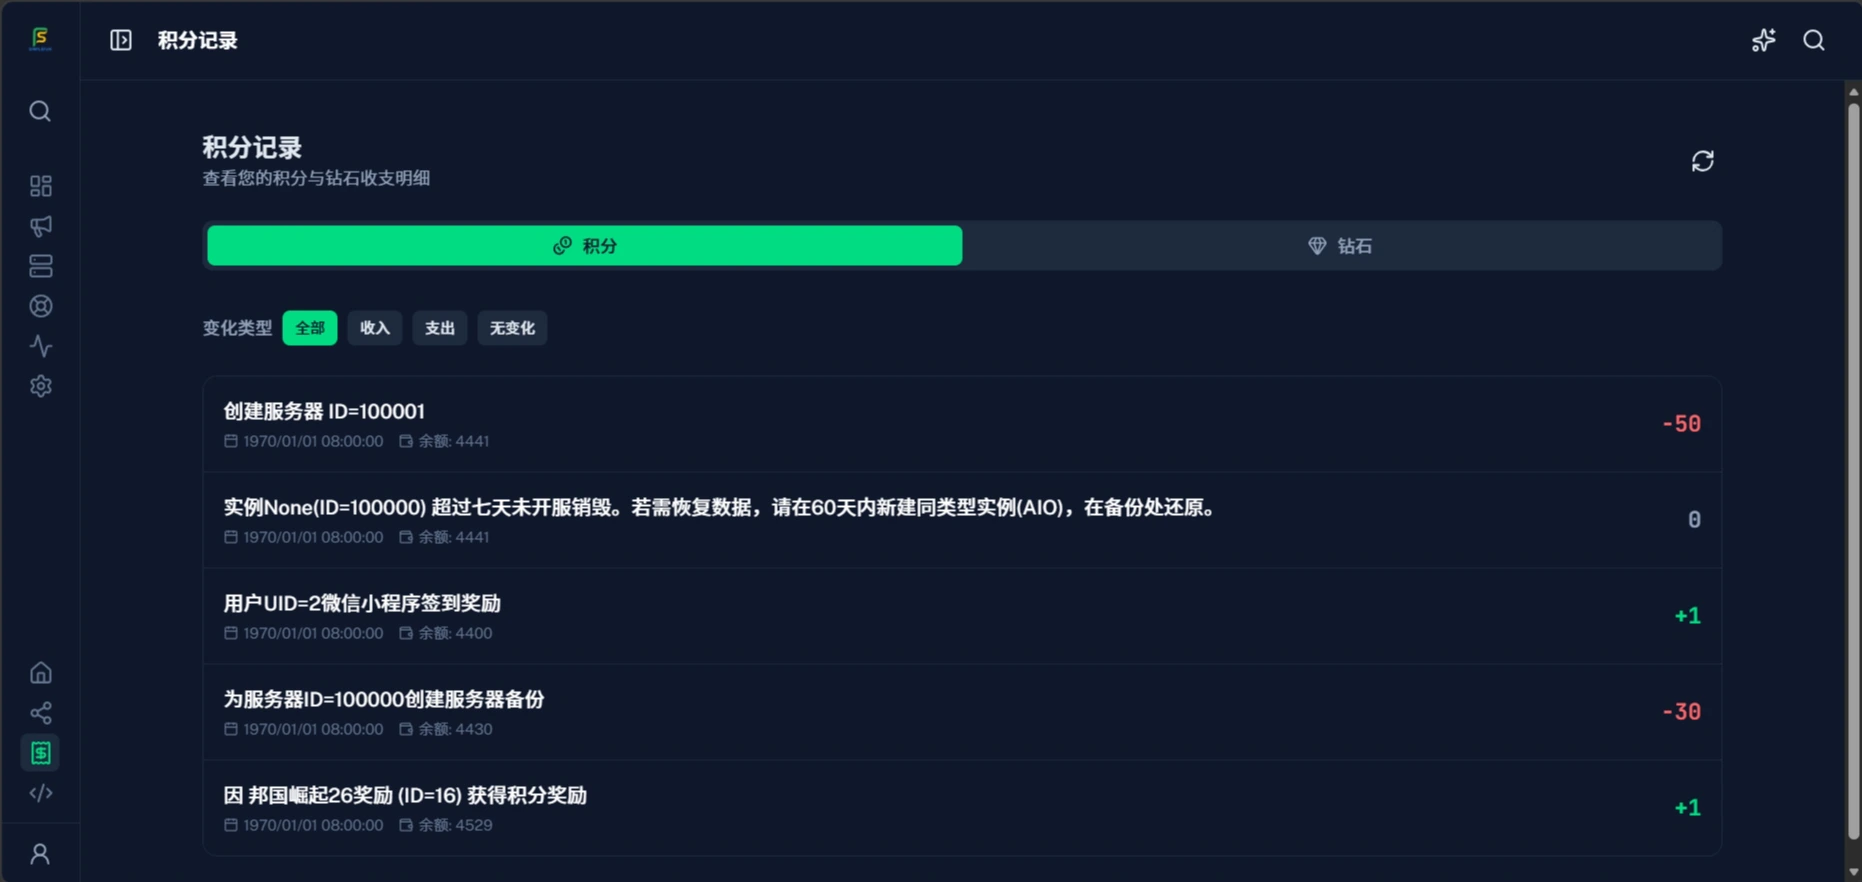 积分记录
积分记录
查看您的积分与钻石收支明细
积分
钻石
变化类型 全部 收入 支出 无变化
创建服务器 ID=100001
-50
1970/01/01 08:00:00 余额: 4441
实例None(ID=100000) 超过七天未开服销毁。若需恢复数据，请在60天内新建同类型实例(AIO)，在备份处还原。
0
1970/01/01 08:00:00 余额: 4441
用户UID=2微信小程序签到奖励
+1
1970/01/01 08:00:00 余额: 4400
为服务器ID=100000创建服务器备份
-30
1970/01/01 08:00:00 余额: 4430
因 邦国崛起26奖励 (ID=16) 获得积分奖励
+1
1970/01/01 08:00:00 余额: 4529